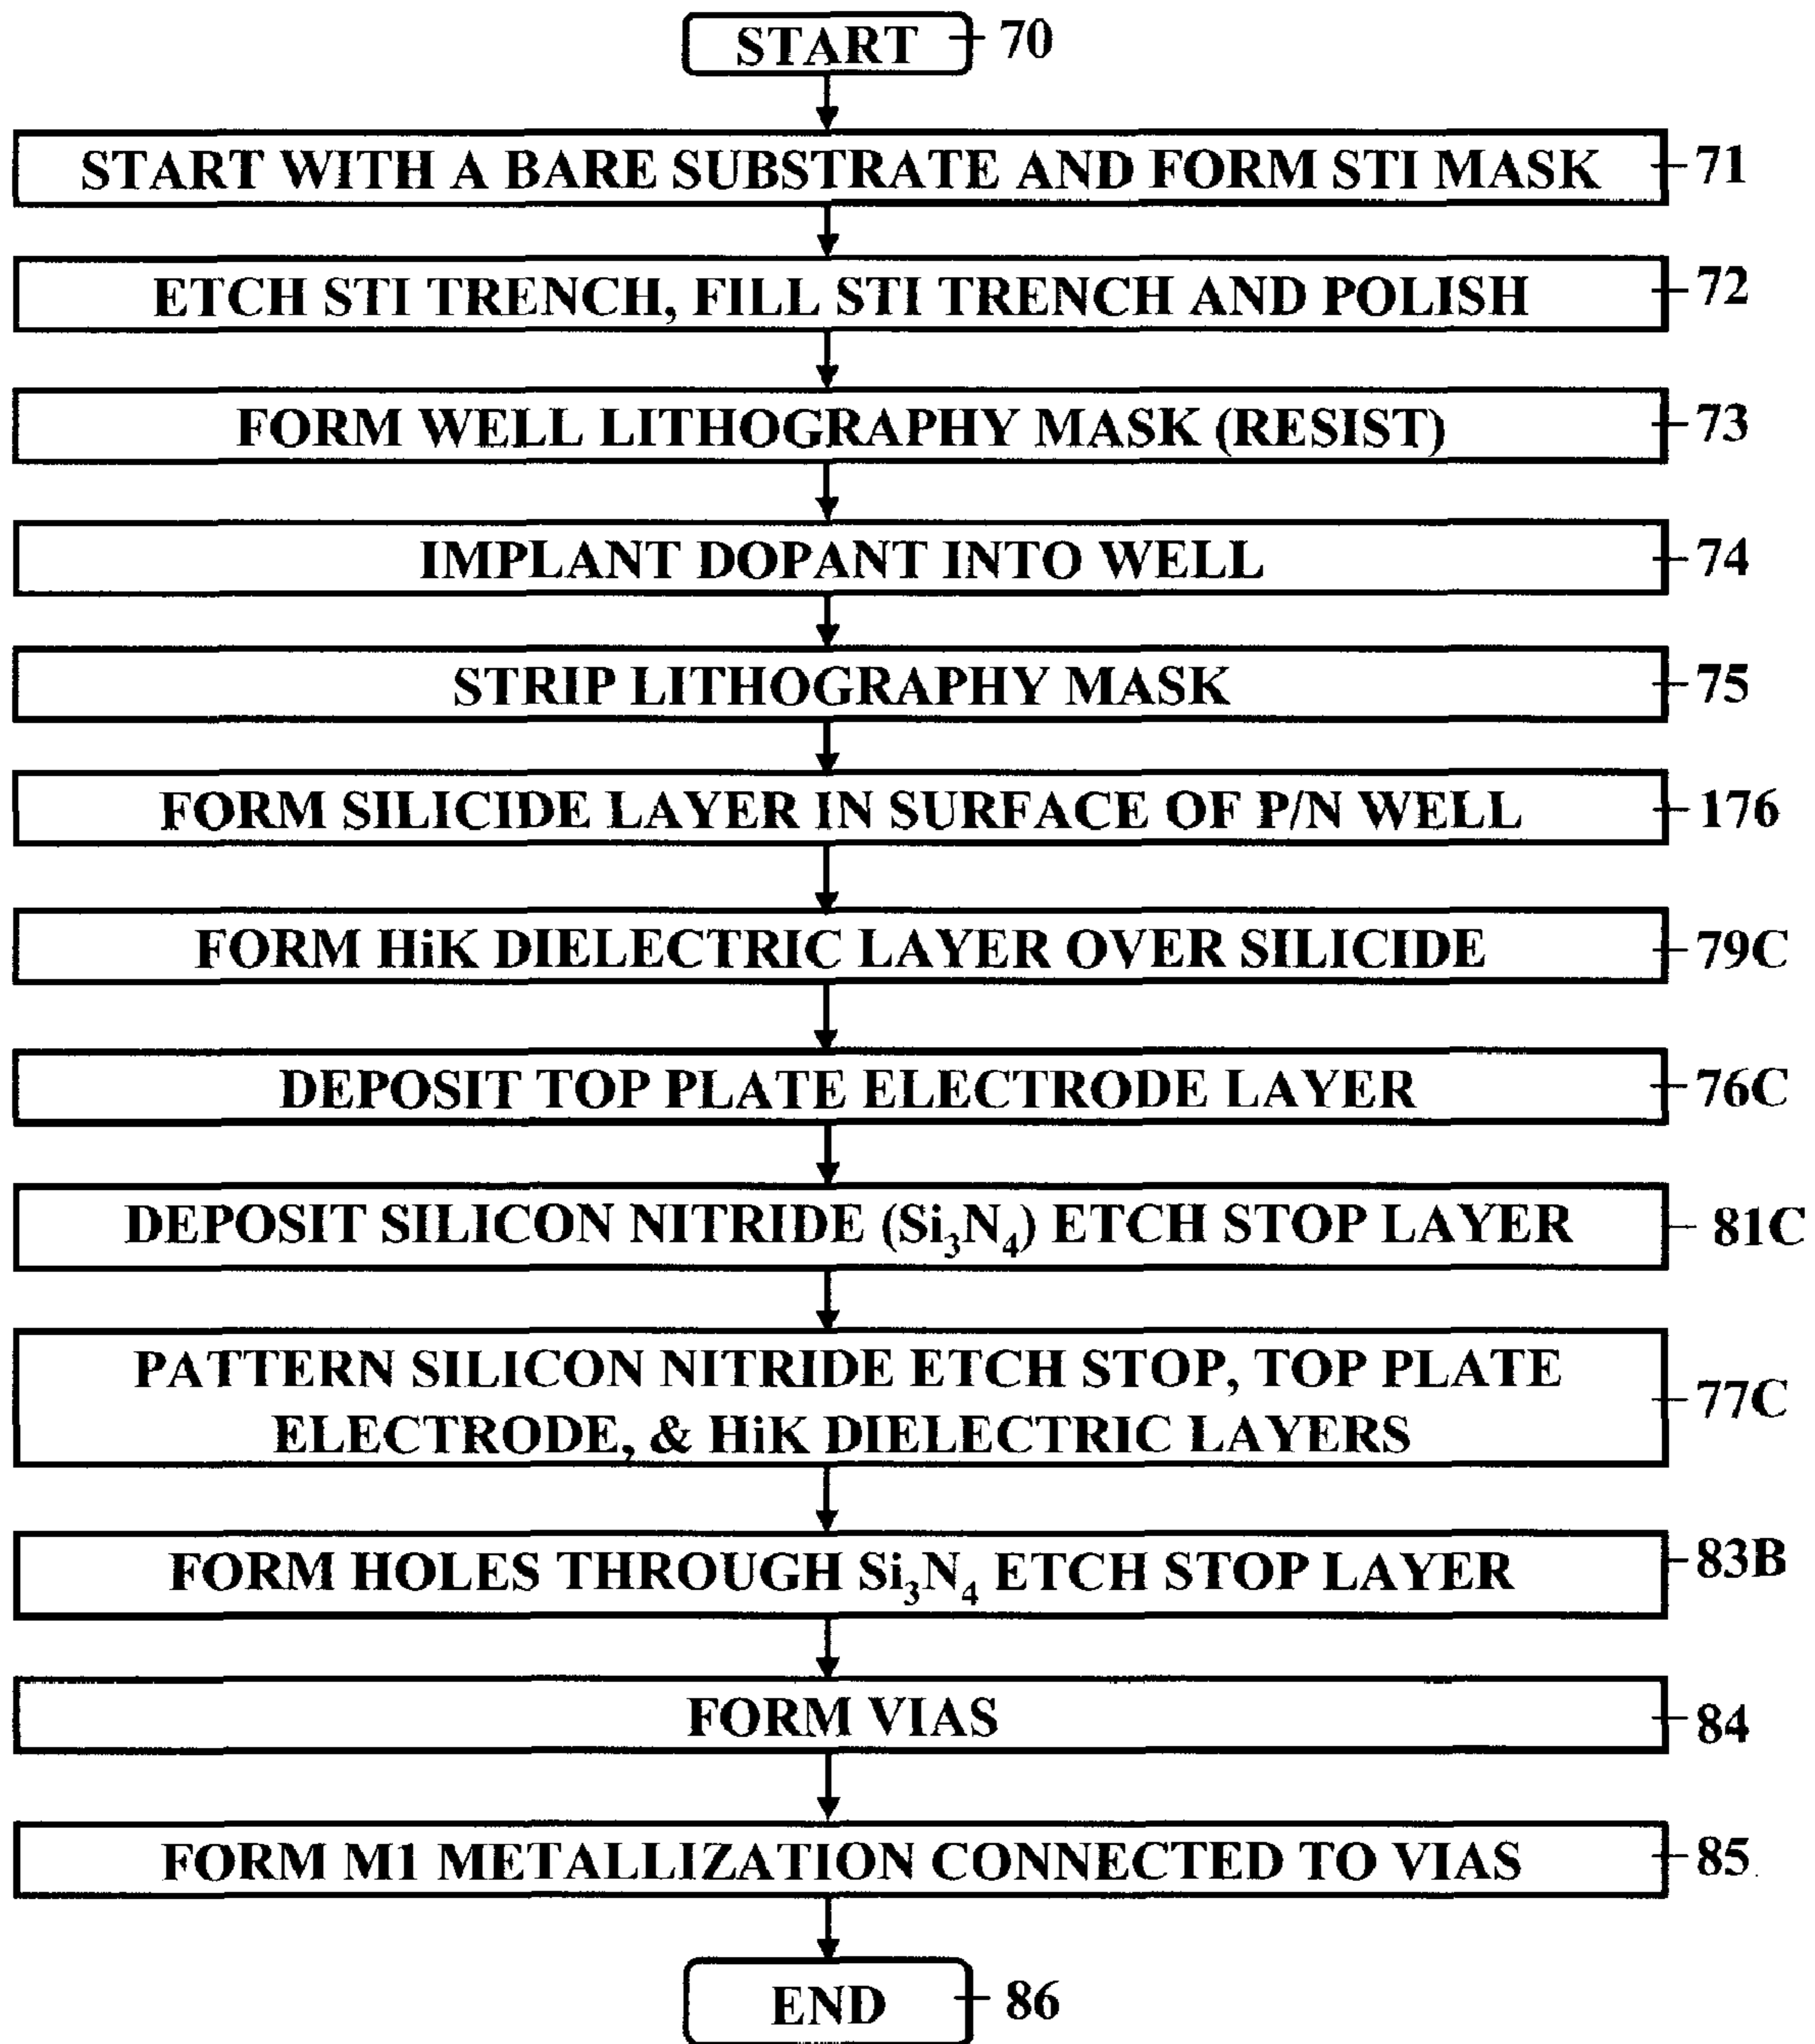 START 70
START WITH A BARE SUBSTRATE AND FORM STI MASK 71
ETCH STI TRENCH, FILL STI TRENCH AND POLISH 72
FORM WELL LITHOGRAPHY MASK (RESIST) 73
IMPLANT DOPANT INTO WELL 74
STRIP LITHOGRAPHY MASK 75
FORM SILICIDE LAYER IN SURFACE OF P/N WELL 176
FORM HiK DIELECTRIC LAYER OVER SILICIDE 79C
DEPOSIT TOP PLATE ELECTRODE LAYER 76C
DEPOSIT SILICON NITRIDE (Si₃N₄) ETCH STOP LAYER 81C
PATTERN SILICON NITRIDE ETCH STOP, TOP PLATE
ELECTRODE, & HiK DIELECTRIC LAYERS 77C
FORM HOLES THROUGH Si₃N₄ ETCH STOP LAYER 83B
FORM VIAS 84
FORM M1 METALLIZATION CONNECTED TO VIAS 85
END 86